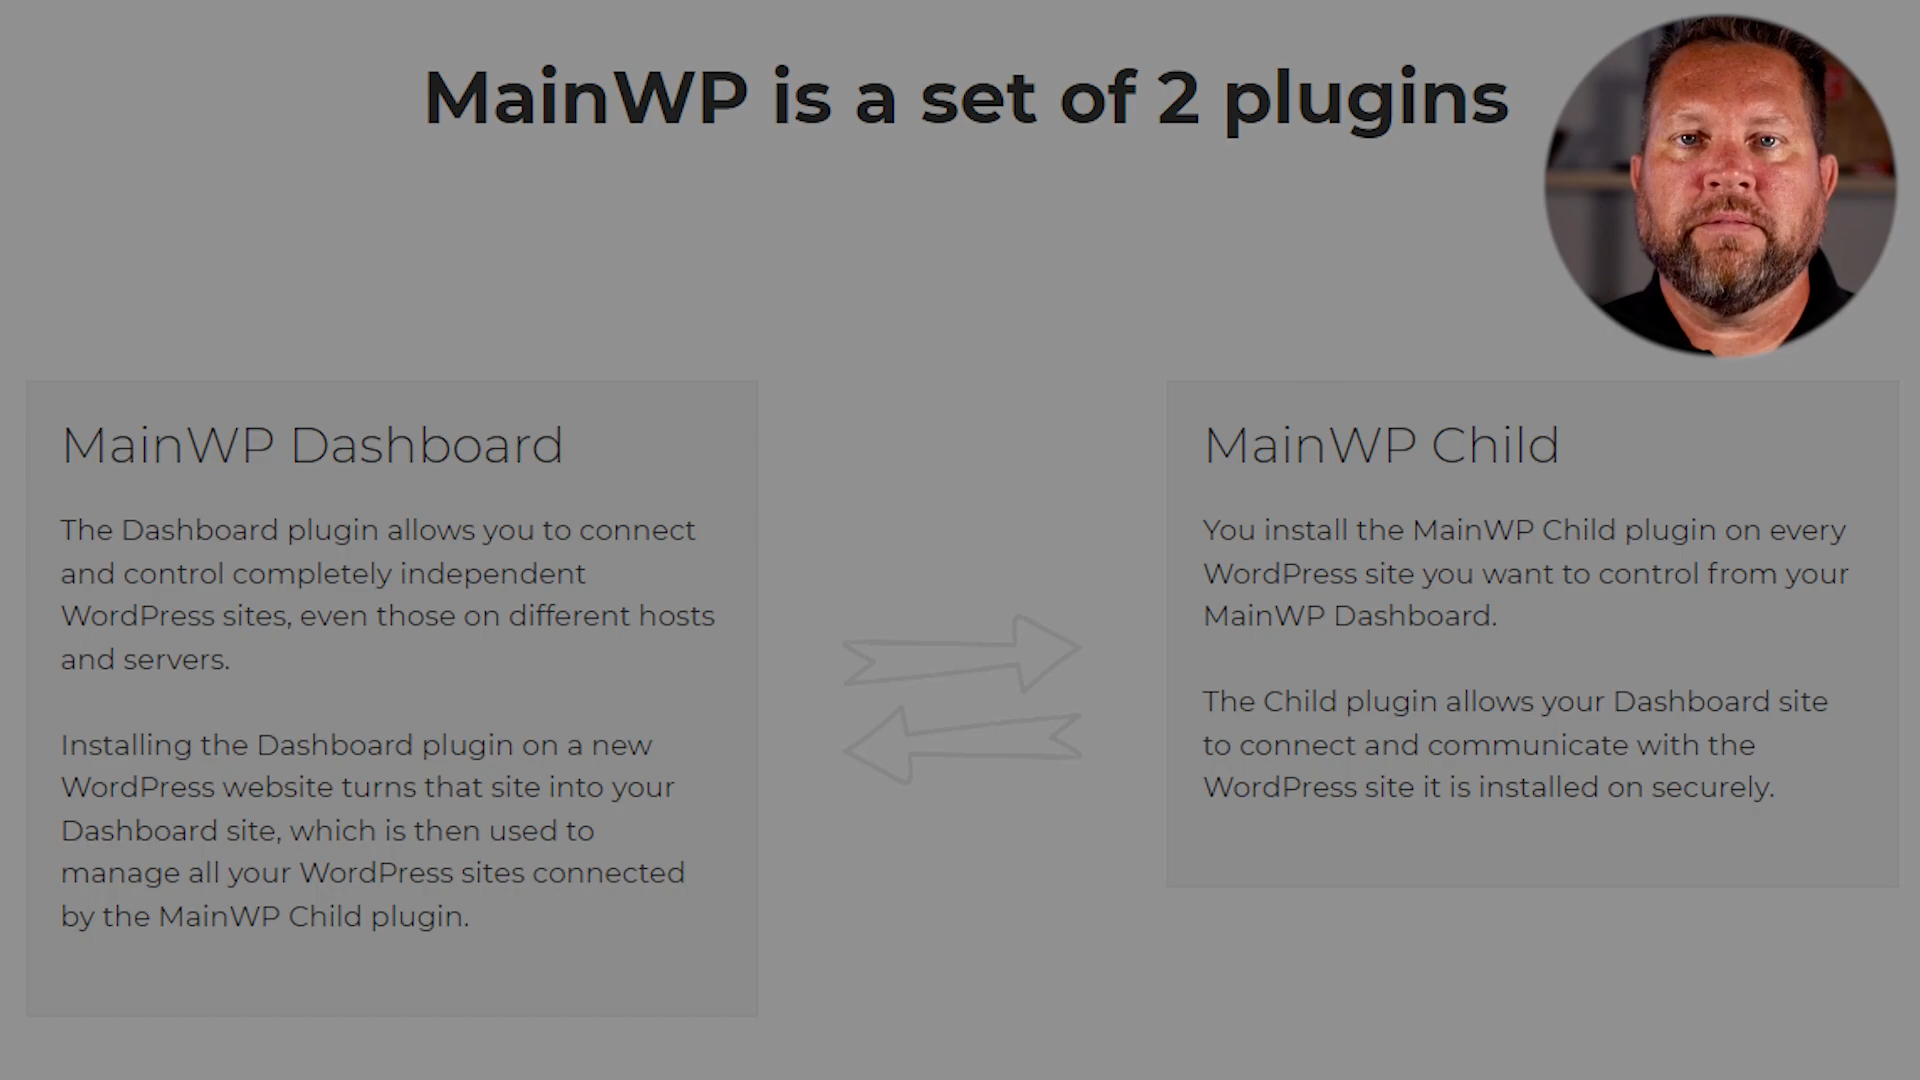 MainWP is a set of 2 plugins
MainWP Dashboard
The Dashboard plugin allows you to connect
and control completely independent
WordPress sites, even those on different hosts
and servers.
Installing the Dashboard plugin on a new
WordPress website turns that site into your
Dashboard site, which is then used to
manage all your WordPress sites connected
by the MainWP Child plugin.
MainWP Child
You install the MainWP Child plugin on every
WordPress site you want to control from your
MainWP Dashboard.
The Child plugin allows your Dashboard site
to connect and communicate with the
WordPress site it is installed on securely.